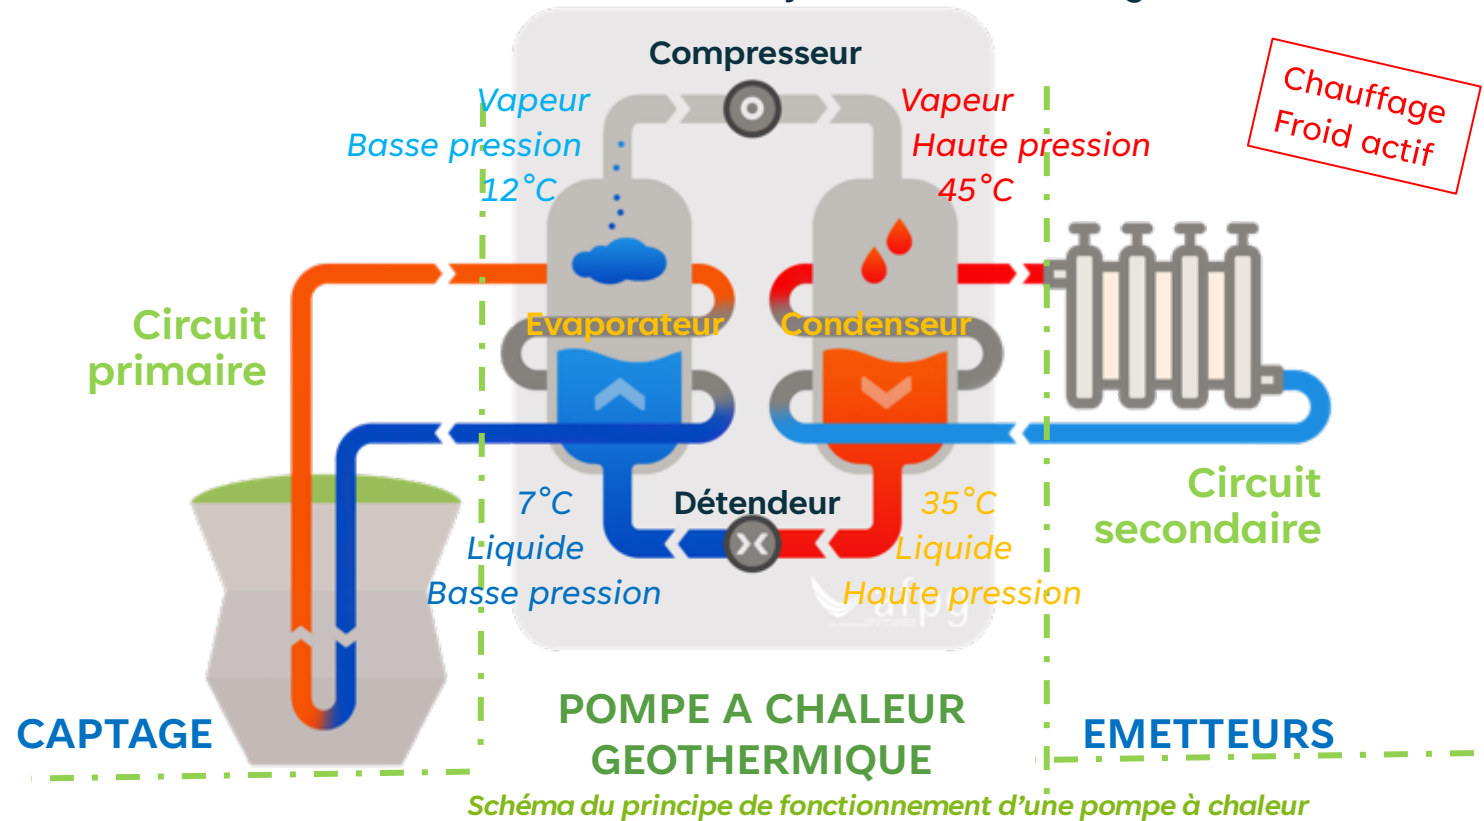 Compresseur
Vapeur
Basse pression
12°C
Vapeur
Haute pression
45°C
Chauffage
Froid actif
Circuit
primaire
Evaporateur
Condenseur
Circuit
secondaire
7°C
Liquide
Basse pression
Détendeur
35°C
Liquide
Haute pression
afpg
CAPTAGE
POMPE A CHALEUR
GEOTHERMIQUE
EMETTEURS
Schéma du principe de fonctionnement d'une pompe à chaleur